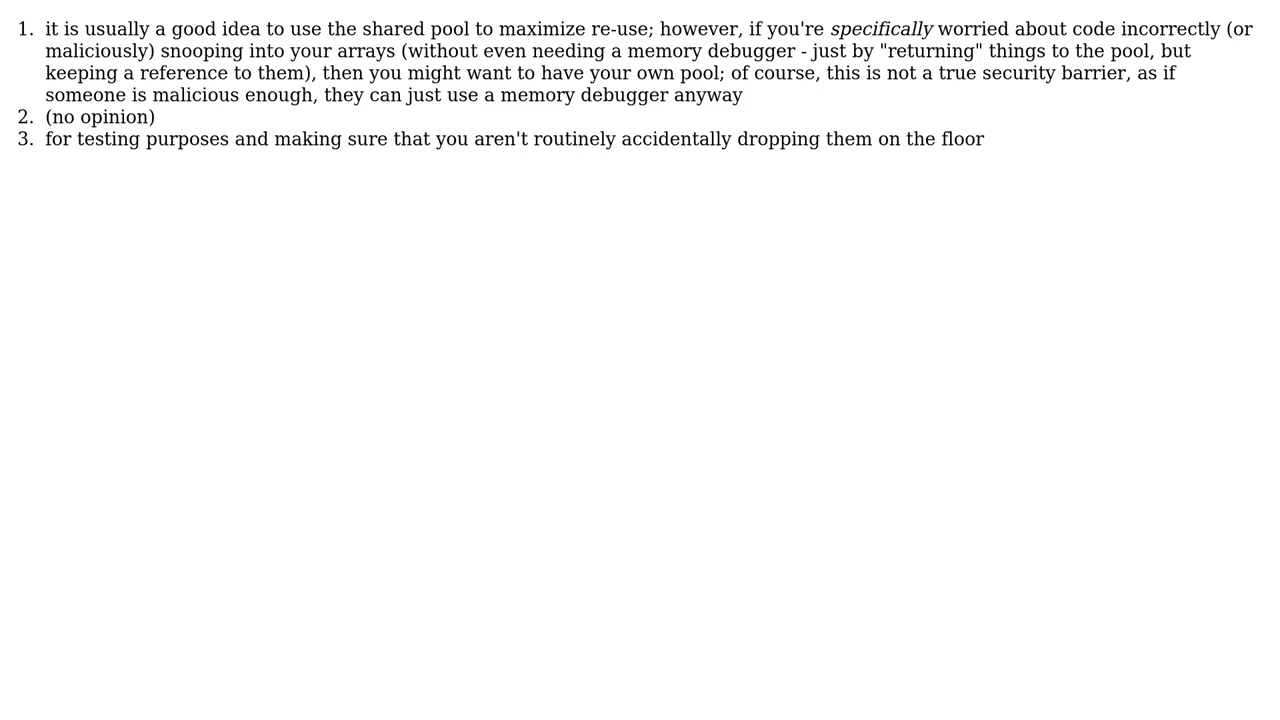 1. it is usually a good idea to use the shared pool to maximize re-use; however, if you're specifically worried about code incorrectly (or
maliciously) snooping into your arrays (without even needing a memory debugger - just by "returning" things to the pool, but
keeping a reference to them), then you might want to have your own pool; of course, this is not a true security barrier, as if
someone is malicious enough, they can just use a memory debugger anyway
2. (no opinion)
3. for testing purposes and making sure that you aren't routinely accidentally dropping them on the floor